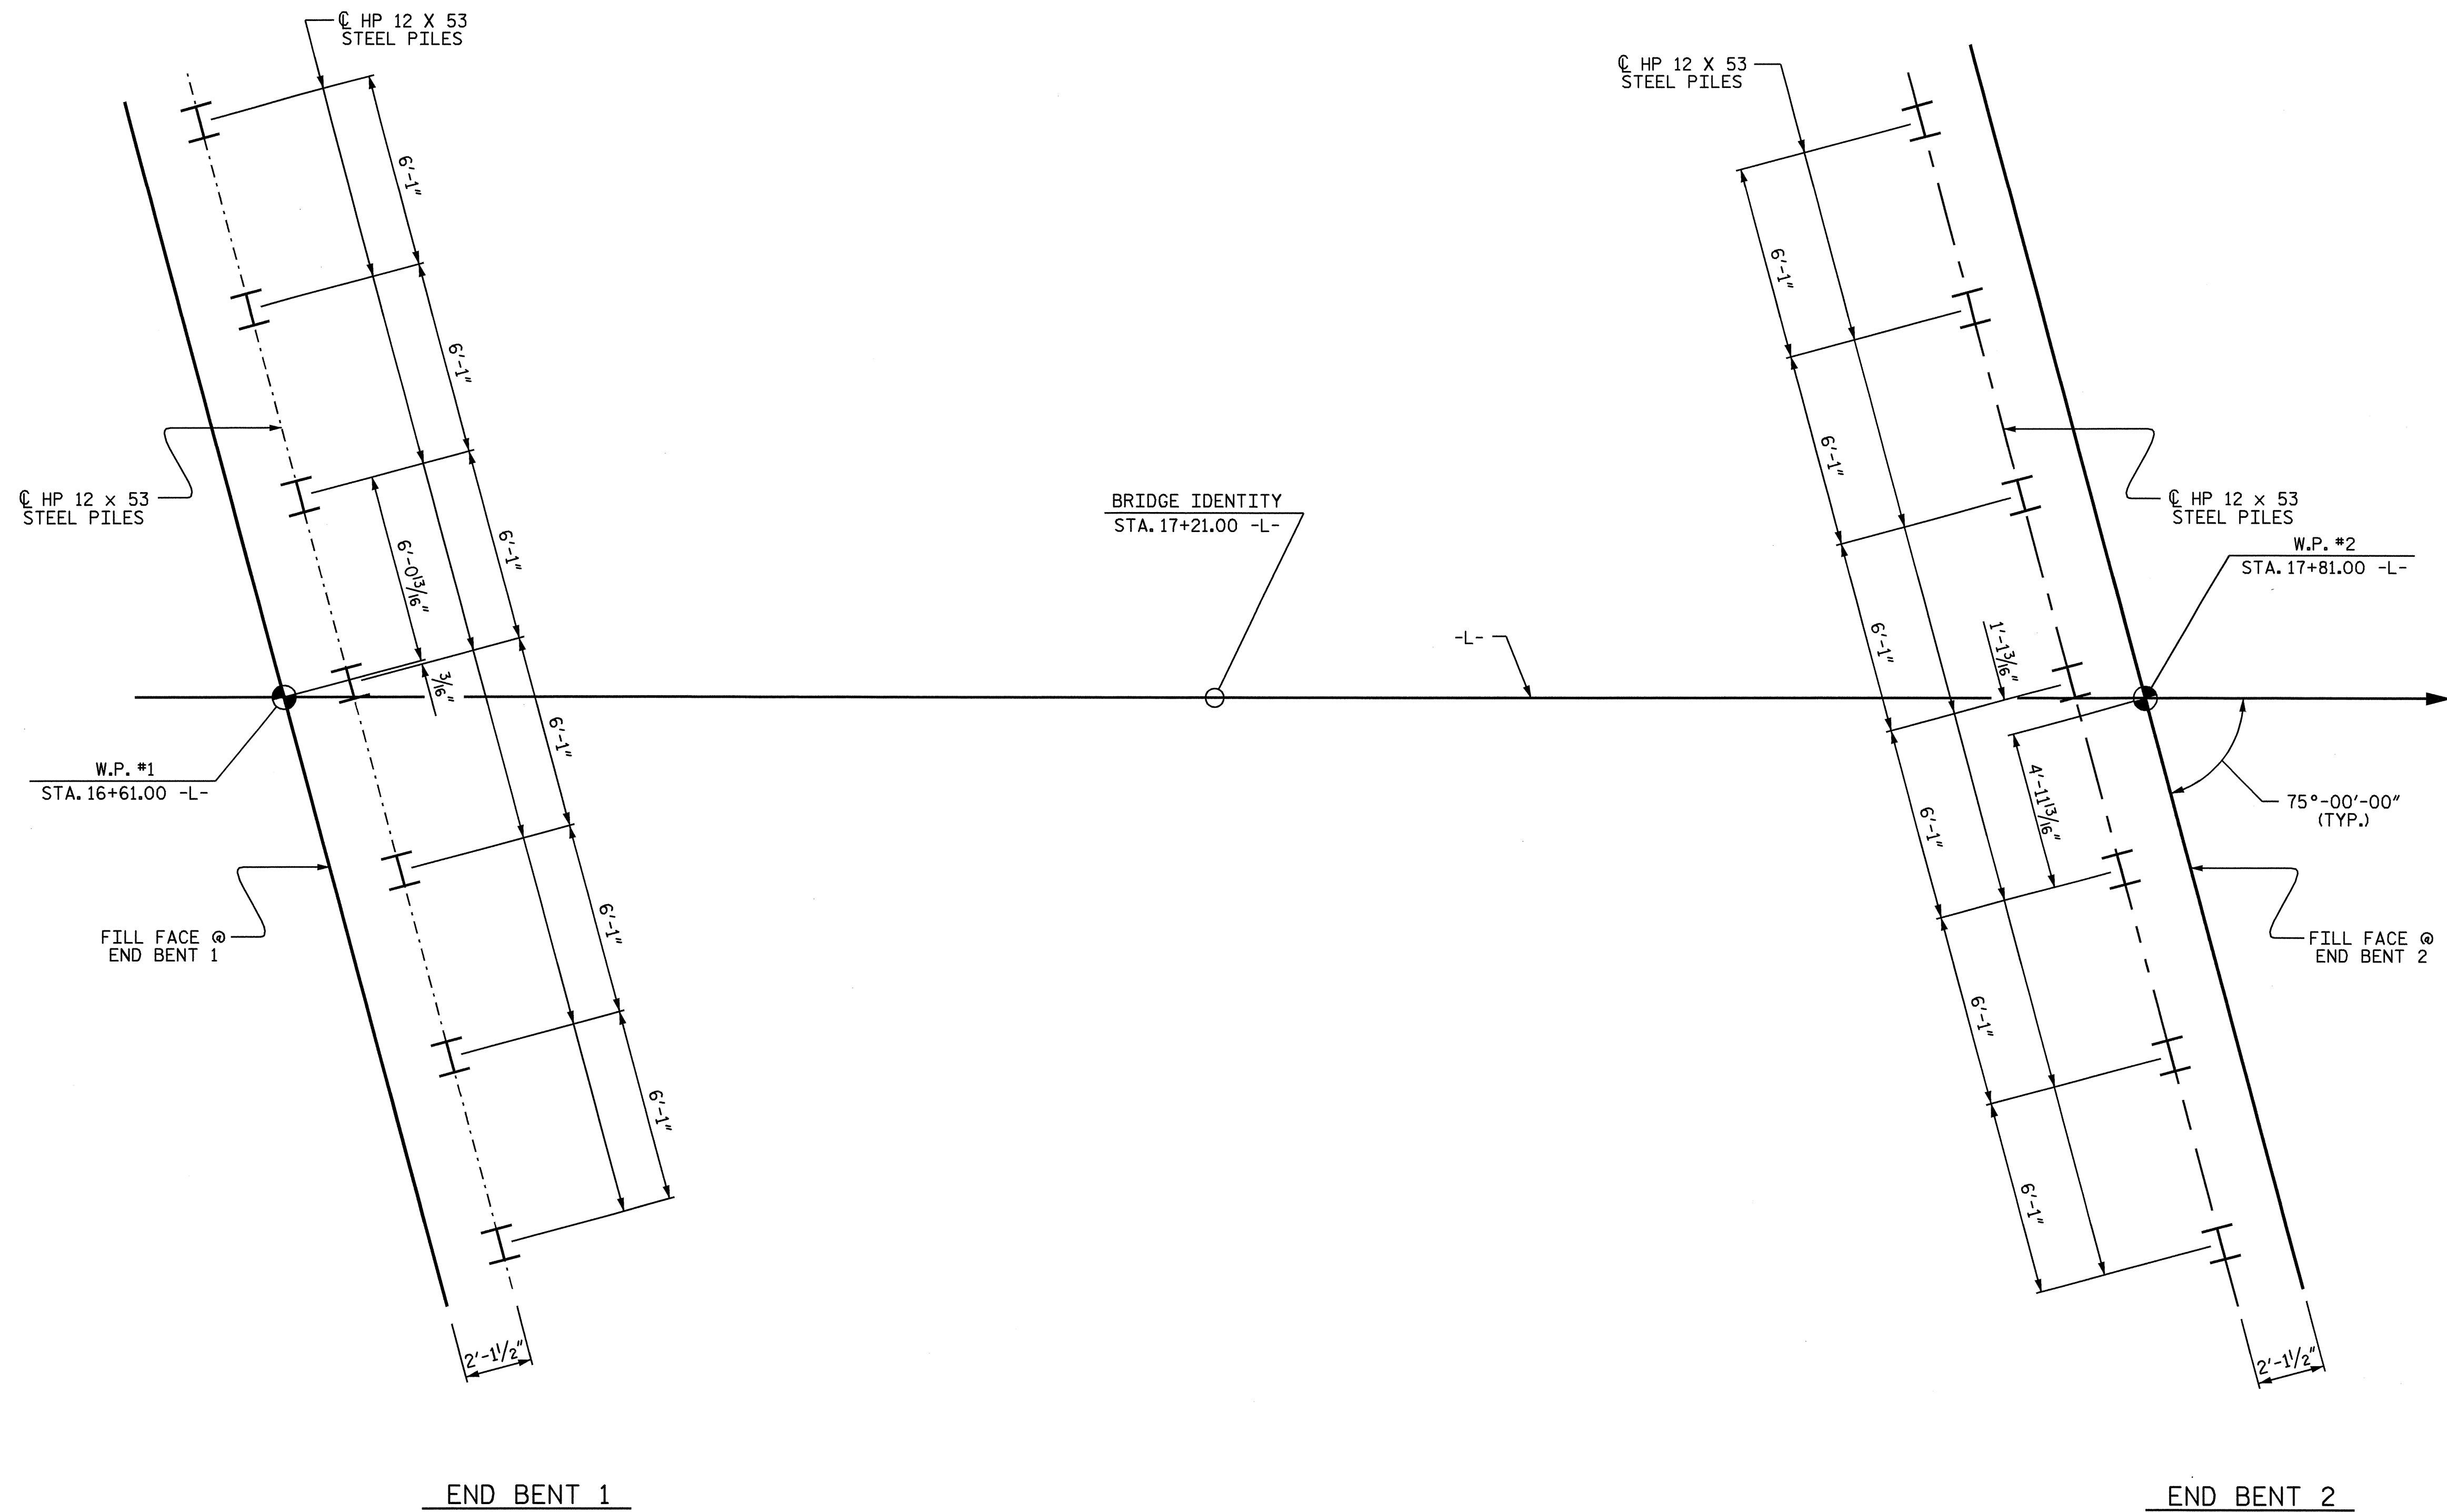 ℄ HP 12 X 53
STEEL PILES
℄ HP 12 X 53
STEEL PILES
6'-1"
6'-1"
6'-1"
6'-1"
6'-1"
6'-1"
6'-0 13/16"
3/16"
℄ HP 12 x 53
STEEL PILES
W.P. #1
STA. 16+61.00 -L-
FILL FACE @
END BENT 1
2'-1 1/2"
BRIDGE IDENTITY
STA. 17+21.00 -L-
-L-
6'-1"
6'-1"
6'-1"
6'-1"
6'-1"
6'-1"
1'-1 3/16"
4'-11 13/16"
℄ HP 12 x 53
STEEL PILES
W.P. #2
STA. 17+81.00 -L-
75°-00'-00"
(TYP.)
FILL FACE @
END BENT 2
2'-1 1/2"
END BENT 1
END BENT 2